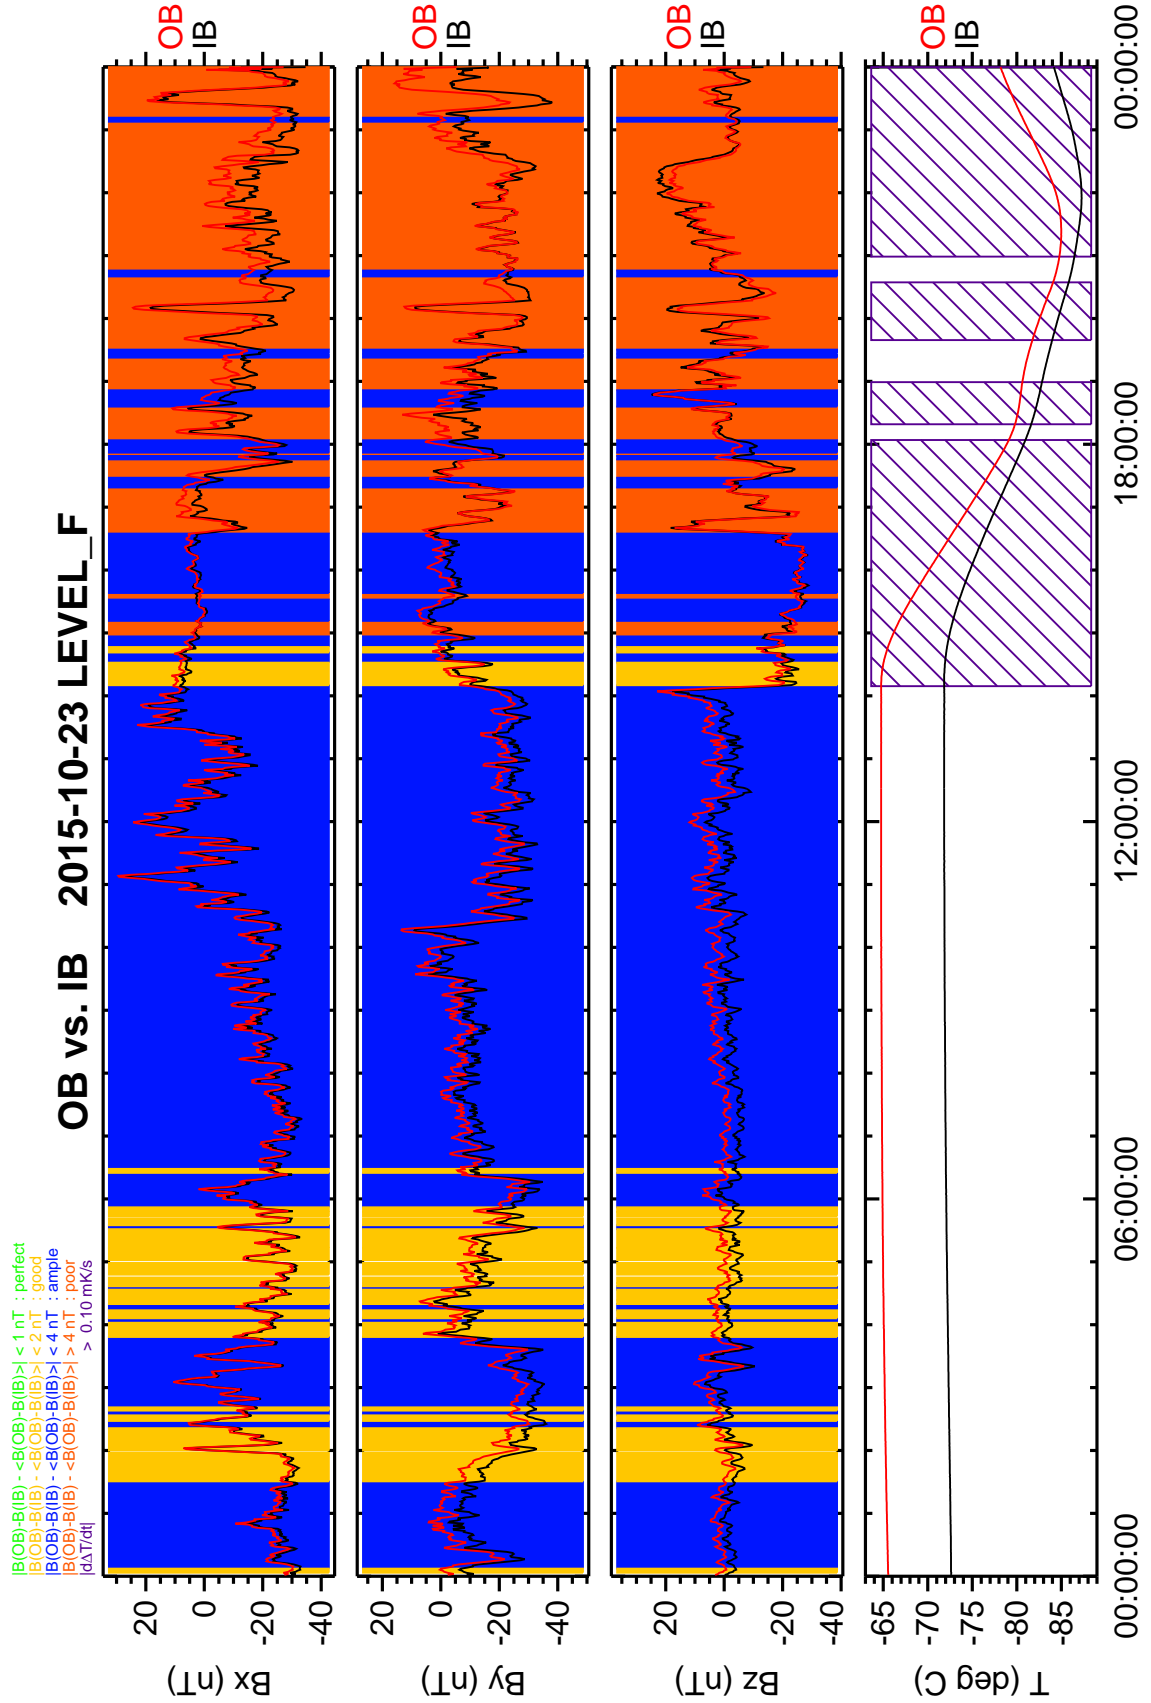 OB vs. IB 2015-10-23 LEVEL_F
|B(OB)-B(IB) - <B(OB)-B(IB)>| < 1 nT : perfect
|B(OB)-B(IB) - <B(OB)-B(IB)>| < 2 nT : good
|B(OB)-B(IB) - <B(OB)-B(IB)>| < 4 nT : ample
|B(OB)-B(IB) - <B(OB)-B(IB)>| > 4 nT : poor
|dΔT/dt| > 0.10 mK/s
Bx (nT)
20
0
-20
-40
OB
IB
By (nT)
20
0
-20
-40
OB
IB
Bz (nT)
20
0
-20
-40
OB
IB
T (deg C)
-65
-70
-75
-80
-85
OB
IB
00:00:00
06:00:00
12:00:00
18:00:00
00:00:00